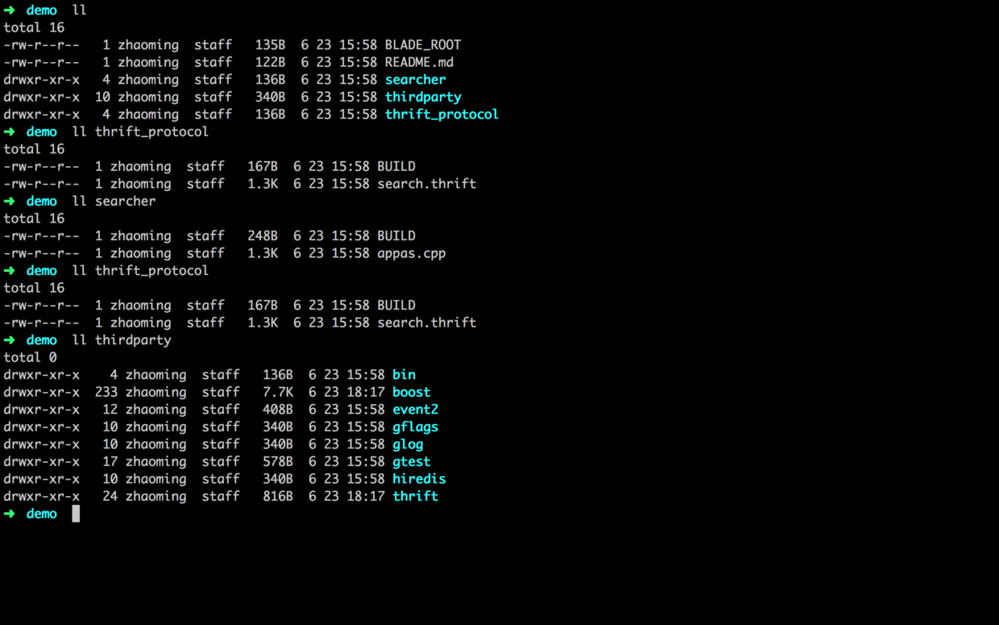 ➜ demo ll
total 16
-rw-r--r-- 1 zhaoming staff 135B 6 23 15:58 BLADE_ROOT
-rw-r--r-- 1 zhaoming staff 122B 6 23 15:58 README.md
drwxr-xr-x 4 zhaoming staff 136B 6 23 15:58 searcher
drwxr-xr-x 10 zhaoming staff 340B 6 23 15:58 thirdparty
drwxr-xr-x 4 zhaoming staff 136B 6 23 15:58 thrift_protocol
➜ demo ll thrift_protocol
total 16
-rw-r--r-- 1 zhaoming staff 167B 6 23 15:58 BUILD
-rw-r--r-- 1 zhaoming staff 1.3K 6 23 15:58 search.thrift
➜ demo ll searcher
total 16
-rw-r--r-- 1 zhaoming staff 248B 6 23 15:58 BUILD
-rw-r--r-- 1 zhaoming staff 1.3K 6 23 15:58 appas.cpp
➜ demo ll thrift_protocol
total 16
-rw-r--r-- 1 zhaoming staff 167B 6 23 15:58 BUILD
-rw-r--r-- 1 zhaoming staff 1.3K 6 23 15:58 search.thrift
➜ demo ll thirdparty
total 0
drwxr-xr-x 4 zhaoming staff 136B 6 23 15:58 bin
drwxr-xr-x 233 zhaoming staff 7.7K 6 23 18:17 boost
drwxr-xr-x 12 zhaoming staff 408B 6 23 15:58 event2
drwxr-xr-x 10 zhaoming staff 340B 6 23 15:58 gflags
drwxr-xr-x 10 zhaoming staff 340B 6 23 15:58 glog
drwxr-xr-x 17 zhaoming staff 578B 6 23 15:58 gtest
drwxr-xr-x 10 zhaoming staff 340B 6 23 15:58 hiredis
drwxr-xr-x 24 zhaoming staff 816B 6 23 18:17 thrift
➜ demo